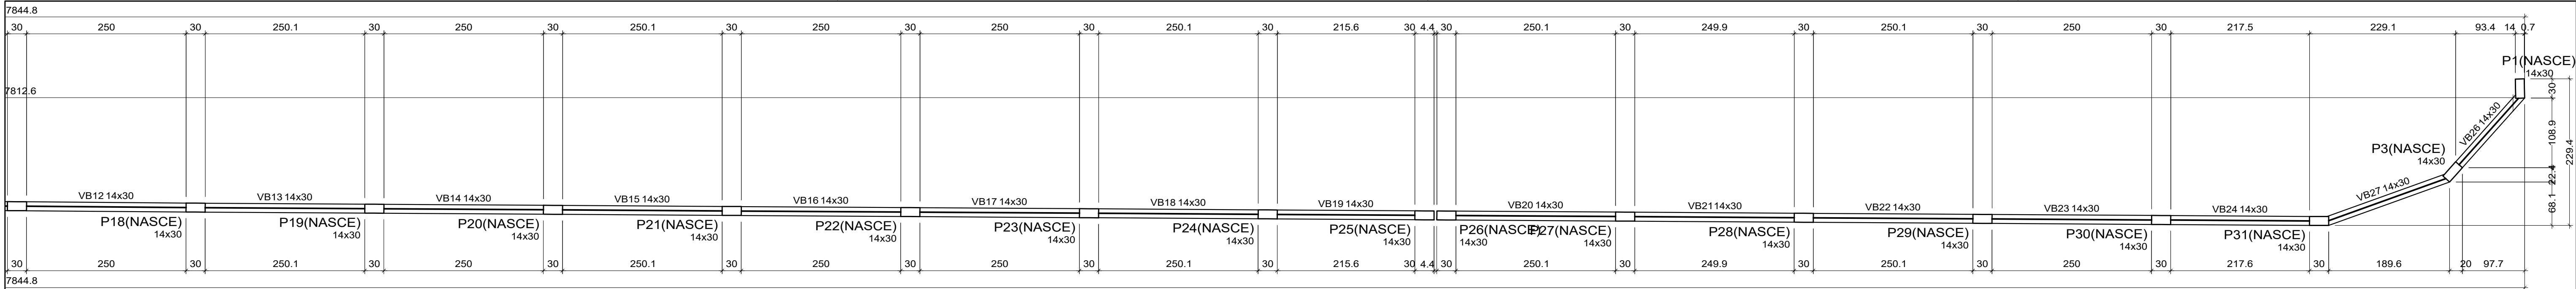 7844.8
30 250 30 250.1 30 250 30 250.1 30 250 30 250 30 250.1 30 215.6 30 4.4 30 250.1 30 249.9 30 250.1 30 250 30 217.5 229.1 93.4 14 0.7
P1(NASCE)
14x30
30
7812.6
108.9
229.4
22.4
68.1
VB26 14x30
P3(NASCE)
14x30
VB27 14x30
VB12 14x30 VB13 14x30 VB14 14x30 VB15 14x30 VB16 14x30 VB17 14x30 VB18 14x30 VB19 14x30 VB20 14x30 VB21 14x30 VB22 14x30 VB23 14x30 VB24 14x30
P18(NASCE)
14x30
P19(NASCE)
14x30
P20(NASCE)
14x30
P21(NASCE)
14x30
P22(NASCE)
14x30
P23(NASCE)
14x30
P24(NASCE)
14x30
P25(NASCE)
14x30
P26(NASCE)
14x30
P27(NASCE)
14x30
P28(NASCE)
14x30
P29(NASCE)
14x30
P30(NASCE)
14x30
P31(NASCE)
14x30
30 250 30 250.1 30 250 30 250.1 30 250 30 250 30 250.1 30 215.6 30 4.4 30 250.1 30 249.9 30 250.1 30 250 30 217.6 30 189.6 20 97.7
7844.8